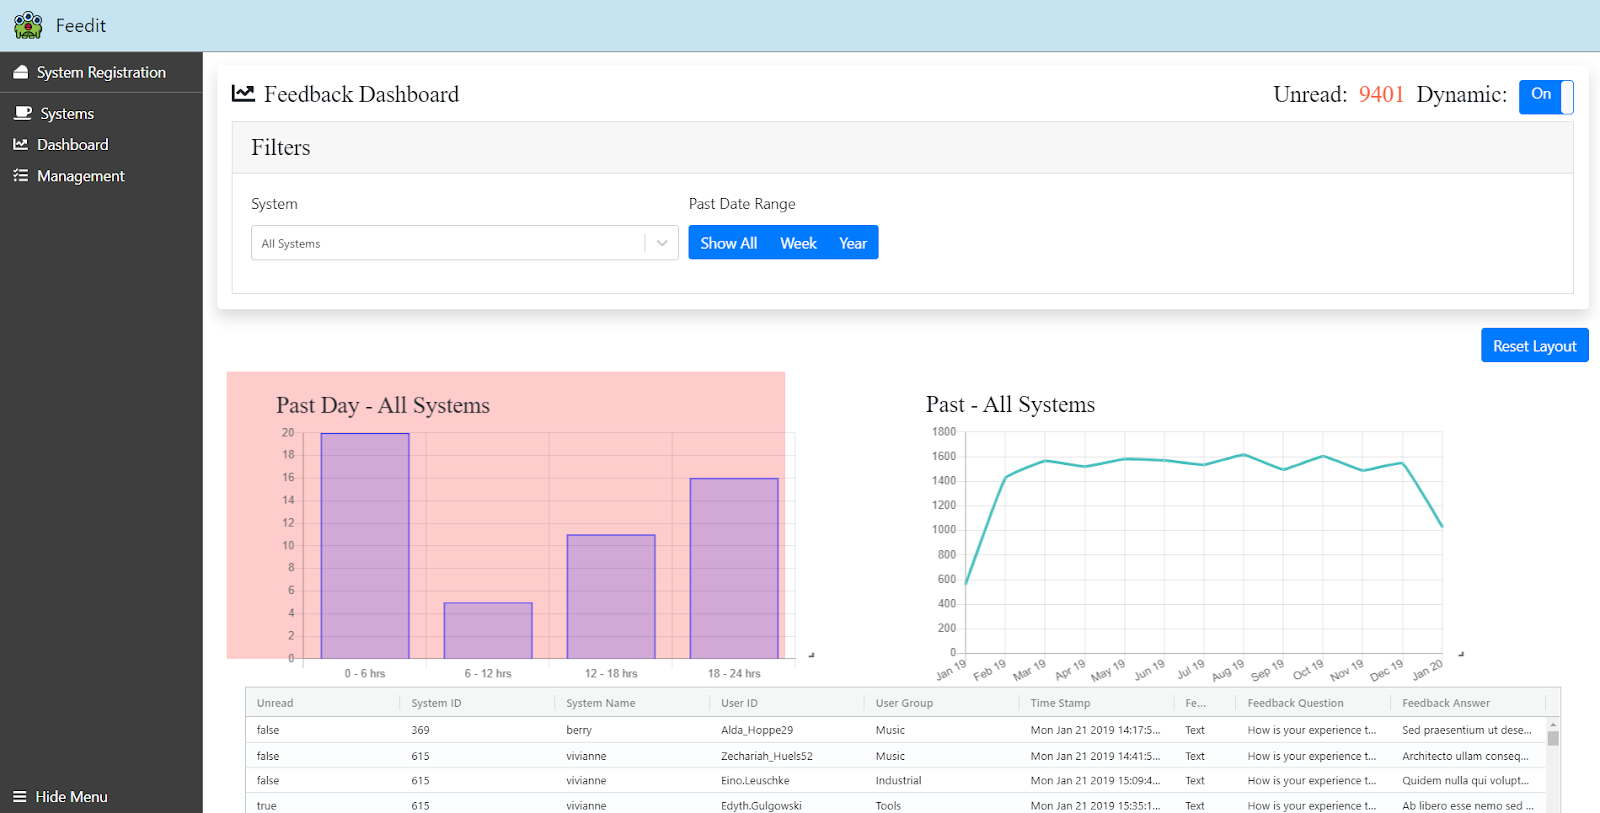 Feedit
System Registration
Systems
Dashboard
Management
Hide Menu
Feedback Dashboard
Unread: 9401 Dynamic: On
Filters
System
Past Date Range
All Systems
Show All Week Year
Reset Layout
Past Day - All Systems
20
18
16
14
12
10
8
6
4
2
0
0 - 6 hrs 6 - 12 hrs 12 - 18 hrs 18 - 24 hrs
Past - All Systems
1800
1600
1400
1200
1000
800
600
400
200
0
Jan 19 Feb 19 Mar 19 Apr 19 May 19 Jun 19 Jul 19 Aug 19 Sep 19 Oct 19 Nov 19 Dec 19 Jan 20
Unread System ID System Name User ID User Group Time Stamp Fe... Feedback Question Feedback Answer
false 369 berry Alda_Hoppe29 Music Mon Jan 21 2019 14:17:5... Text How is your experience t... Sed praesentium ut dese...
false 615 vivianne Zechariah_Huels52 Music Mon Jan 21 2019 14:41:5... Text How is your experience t... Architecto ullam conseq...
false 615 vivianne Eino.Leuschke Industrial Mon Jan 21 2019 15:09:4... Text How is your experience t... Quidem nulla qui volupt...
true 615 vivianne Edyth.Gulgowski Tools Mon Jan 21 2019 15:35:1... Text How is your experience t... Ab libero esse nemo sed ...